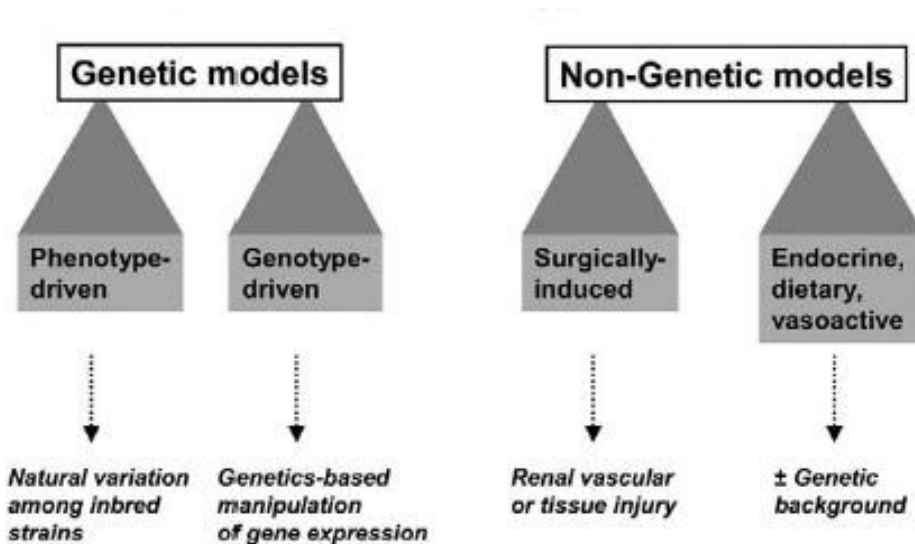 Genetic models
Non-Genetic models
Phenotype-
driven
Genotype-
driven
Surgically-
induced
Endocrine,
dietary,
vasoactive
Natural variation
among inbred
strains
Genetics-based
manipulation
of gene expression
Renal vascular
or tissue injury
± Genetic
background